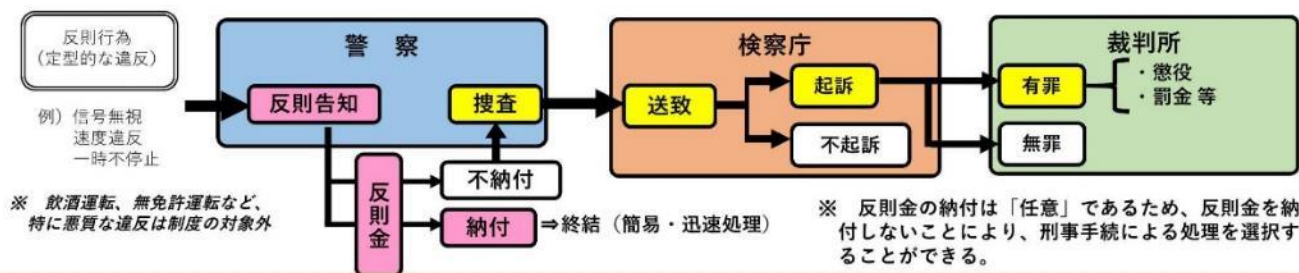 反則行為
(定型的な違反)
例）信号無視
速度違反
一時不停止
※ 飲酒運転、無免許運転など、
特に悪質な違反は制度の対象外
警 察
反則告知
捜査
反則金
不納付
納付
⇒終結（簡易・迅速処理）
検察庁
送致
起訴
不起訴
裁判所
有罪
・懲役
・罰金 等
無罪
※ 反則金の納付は「任意」であるため、反則金を納
付しないことにより、刑事手続による処理を選択す
ることができる。